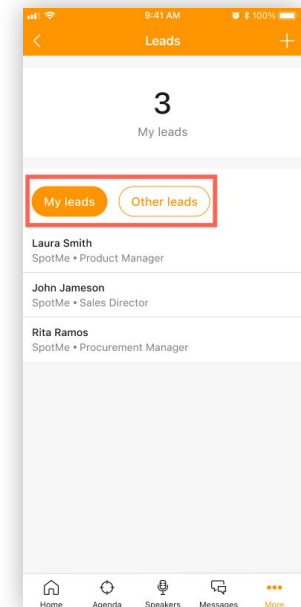 9:41 AM 100%
Leads
3
My leads
My leads Other leads
Laura Smith
SpotMe • Product Manager
John Jameson
SpotMe • Sales Director
Rita Ramos
SpotMe • Procurement Manager
Home Agenda Speakers Messages More